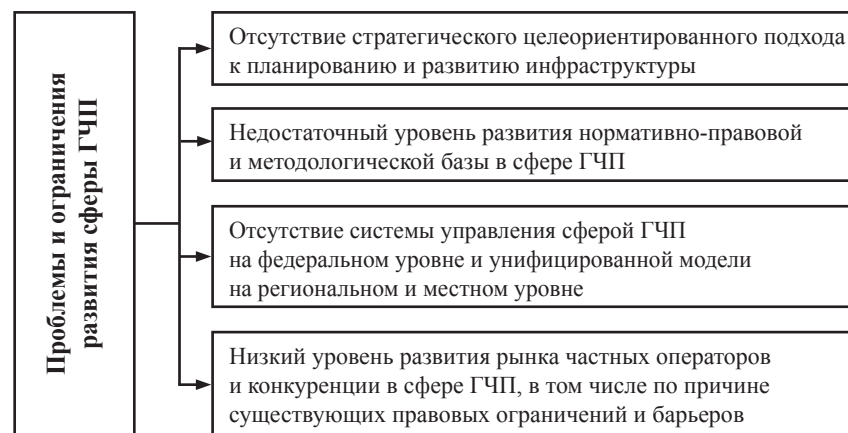 Проблемы и ограничения
развития сферы ГЧП
Отсутствие стратегического целеориентированного подхода
к планированию и развитию инфраструктуры
Недостаточный уровень развития нормативно-правовой
и методологической базы в сфере ГЧП
Отсутствие системы управления сферой ГЧП
на федеральном уровне и унифицированной модели
на региональном и местном уровне
Низкий уровень развития рынка частных операторов
и конкуренции в сфере ГЧП, в том числе по причине
существующих правовых ограничений и барьеров